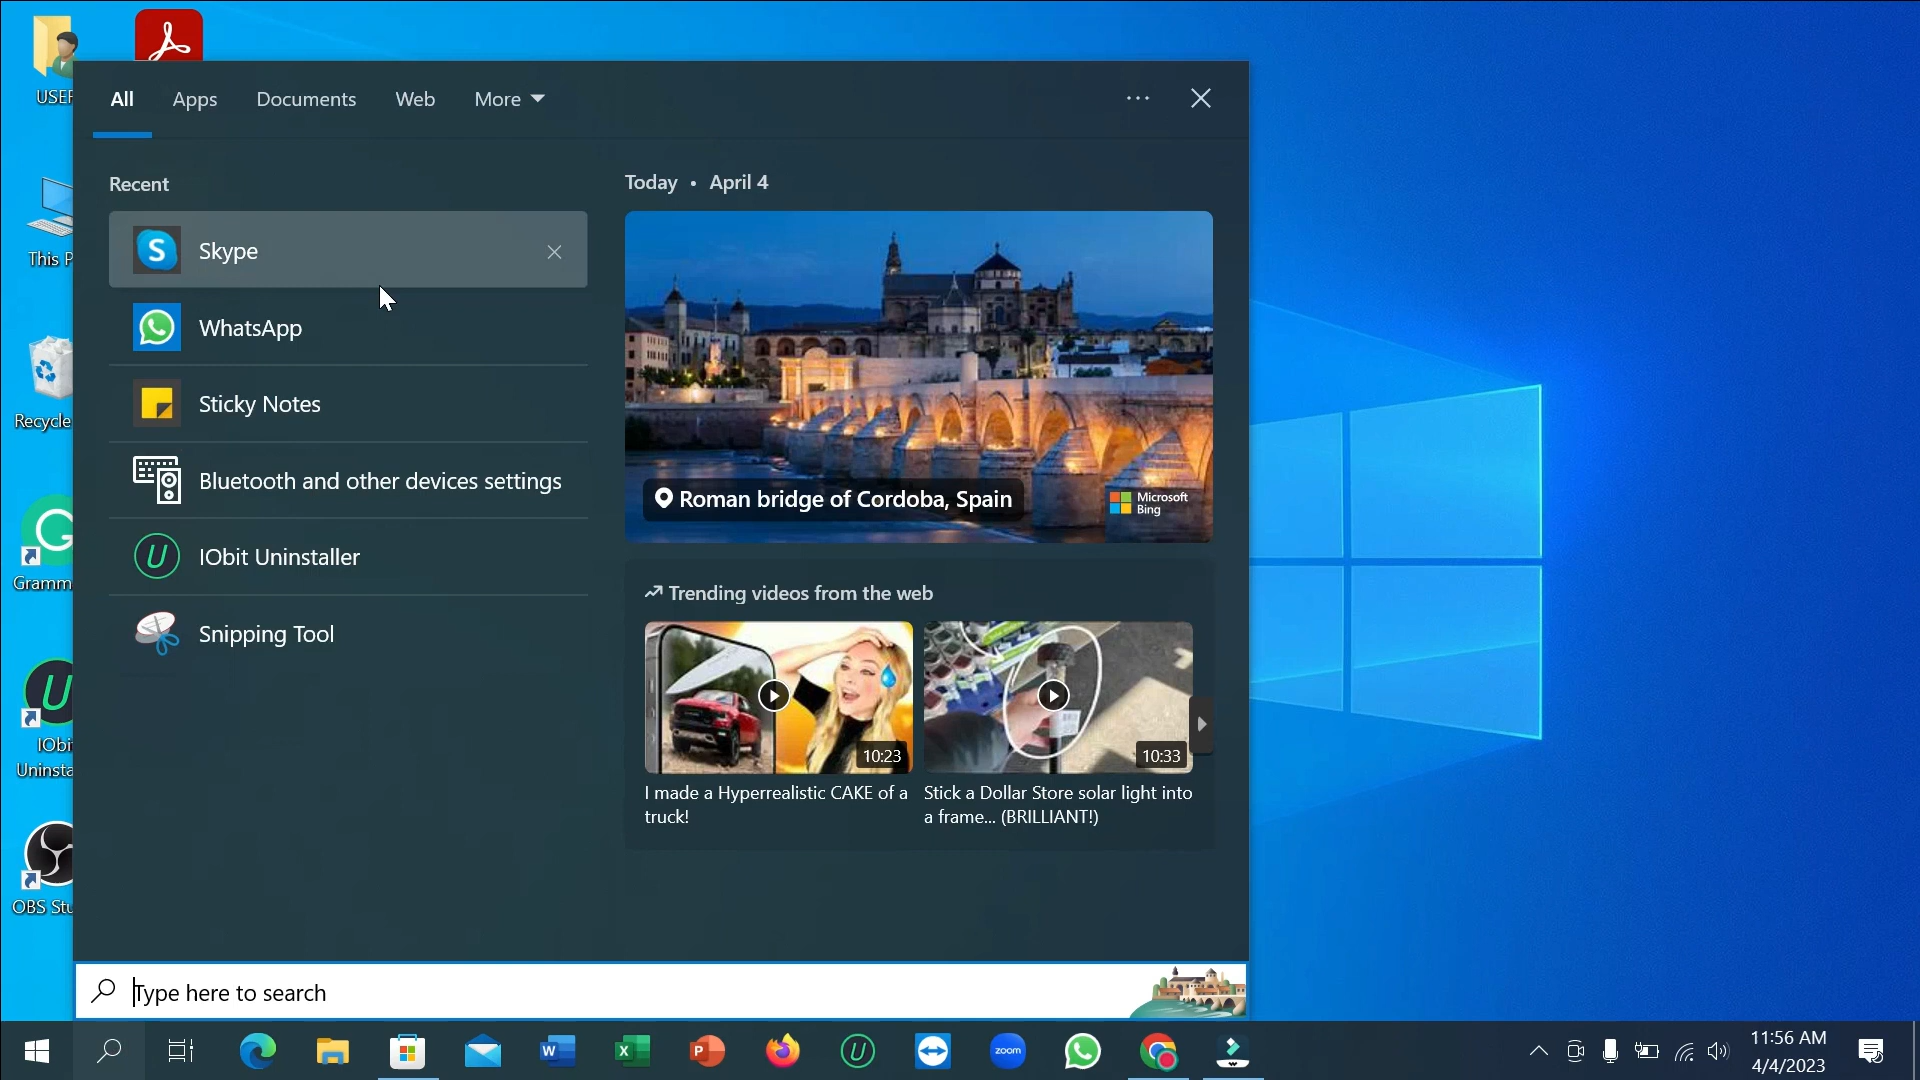 USER
This P
Recycle
Gramm
IObit
Uninsta
OBS Stu
All Apps Documents Web More
Recent
Skype
WhatsApp
Sticky Notes
Bluetooth and other devices settings
IObit Uninstaller
Snipping Tool
Today • April 4
Roman bridge of Cordoba, Spain
Microsoft
Bing
Trending videos from the web
10:23
10:33
I made a Hyperrealistic CAKE of a
truck!
Stick a Dollar Store solar light into
a frame... (BRILLIANT!)
Type here to search
zoom
11:56 AM
4/4/2023